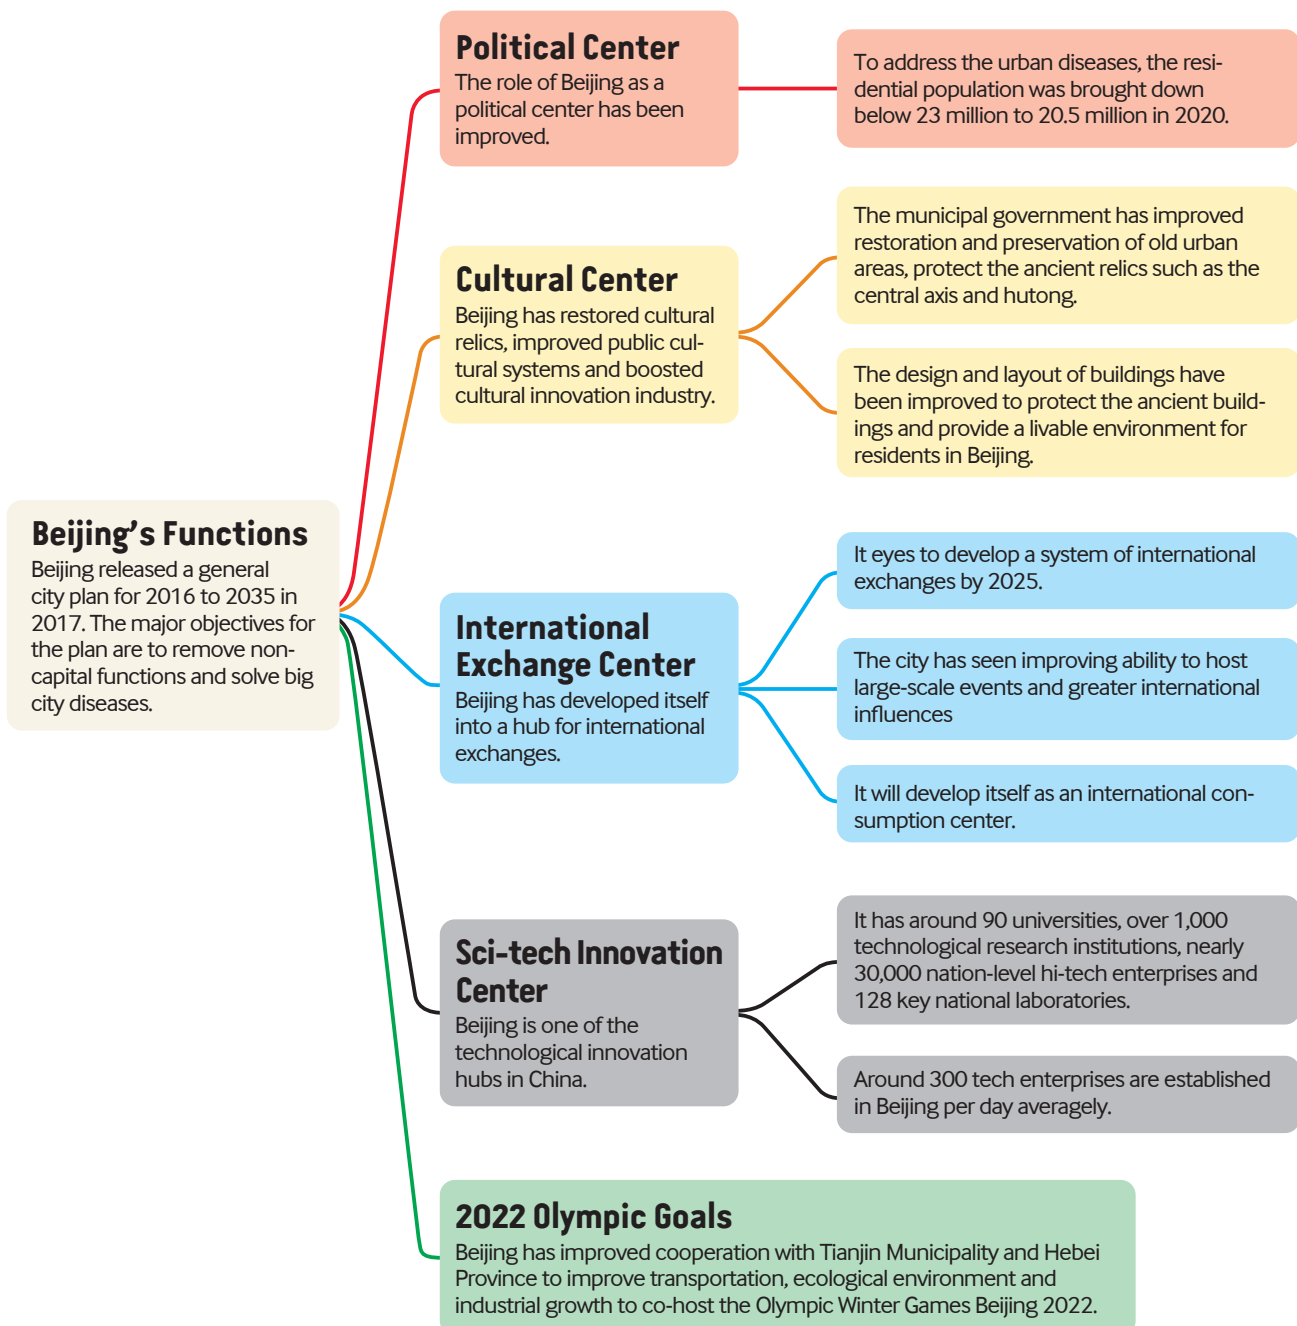 Political Center
The role of Beijing as a
political center has been
improved.
To address the urban diseases, the resi-
dential population was brought down
below 23 million to 20.5 million in 2020.
Cultural Center
Beijing has restored cultural
relics, improved public cul-
tural systems and boosted
cultural innovation industry.
The municipal government has improved
restoration and preservation of old urban
areas, protect the ancient relics such as the
central axis and hutong.
The design and layout of buildings have
been improved to protect the ancient build-
ings and provide a livable environment for
residents in Beijing.
Beijing's Functions
Beijing released a general
city plan for 2016 to 2035 in
2017. The major objectives for
the plan are to remove non-
capital functions and solve big
city diseases.
International
Exchange Center
Beijing has developed itself
into a hub for international
exchanges.
It eyes to develop a system of international
exchanges by 2025.
The city has seen improving ability to host
large-scale events and greater international
influences
It will develop itself as an international con-
sumption center.
Sci-tech Innovation
Center
Beijing is one of the
technological innovation
hubs in China.
It has around 90 universities, over 1,000
technological research institutions, nearly
30,000 nation-level hi-tech enterprises and
128 key national laboratories.
Around 300 tech enterprises are established
in Beijing per day averagely.
2022 Olympic Goals
Beijing has improved cooperation with Tianjin Municipality and Hebei
Province to improve transportation, ecological environment and
industrial growth to co-host the Olympic Winter Games Beijing 2022.